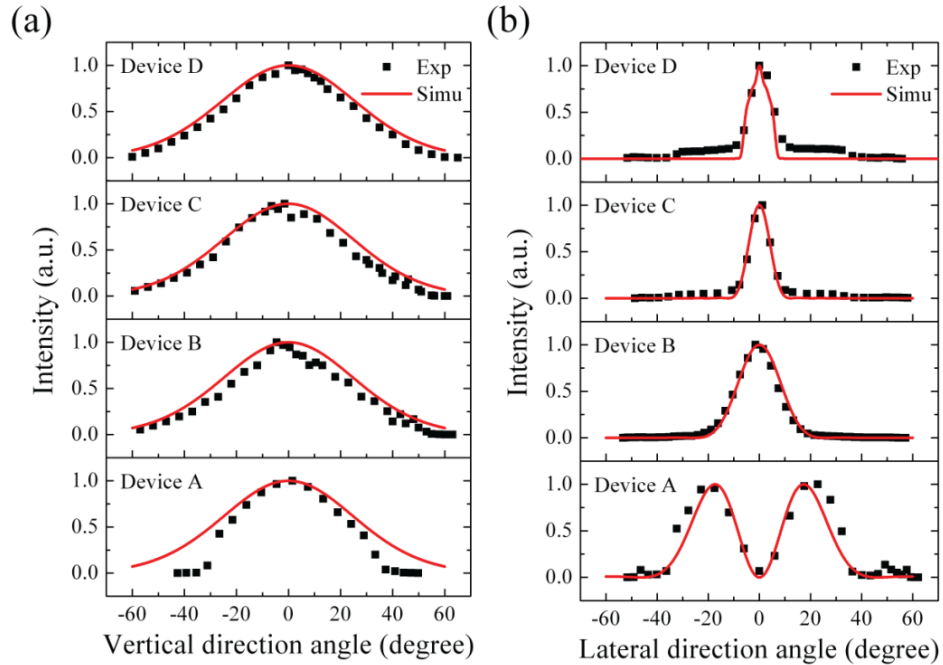 (a)
(b)
Device D
Exp
Simu
1.0
0.5
0.0
Device C
1.0
0.5
0.0
Device B
1.0
0.5
0.0
Device A
1.0
0.5
0.0
-60 -40 -20 0 20 40 60
Intensity (a.u.)
Vertical direction angle (degree)
Device D
Exp
Simu
1.0
0.5
0.0
Device C
1.0
0.5
0.0
Device B
1.0
0.5
0.0
Device A
1.0
0.5
0.0
-60 -40 -20 0 20 40 60
Intensity (a.u.)
Lateral direction angle (degree)